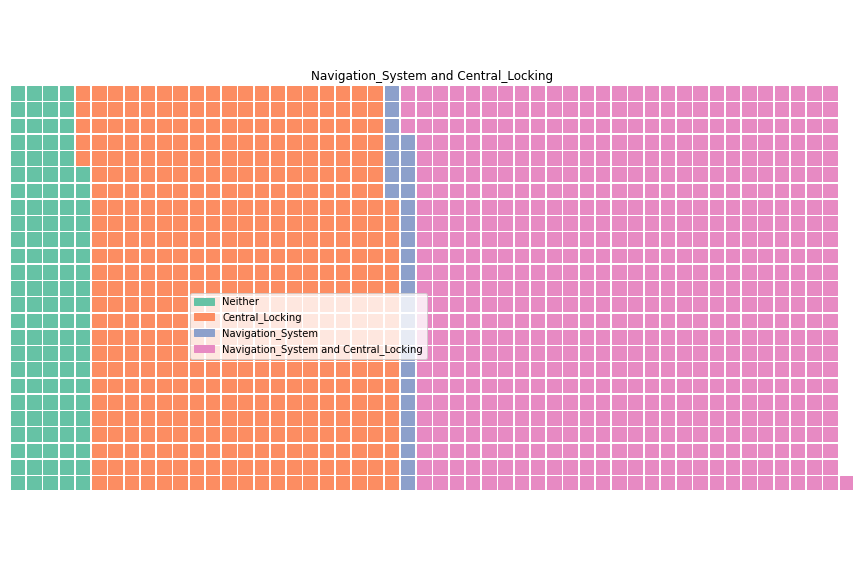 Navigation_System and Central_Locking
Neither
Central_Locking
Navigation_System
Navigation_System and Central_Locking